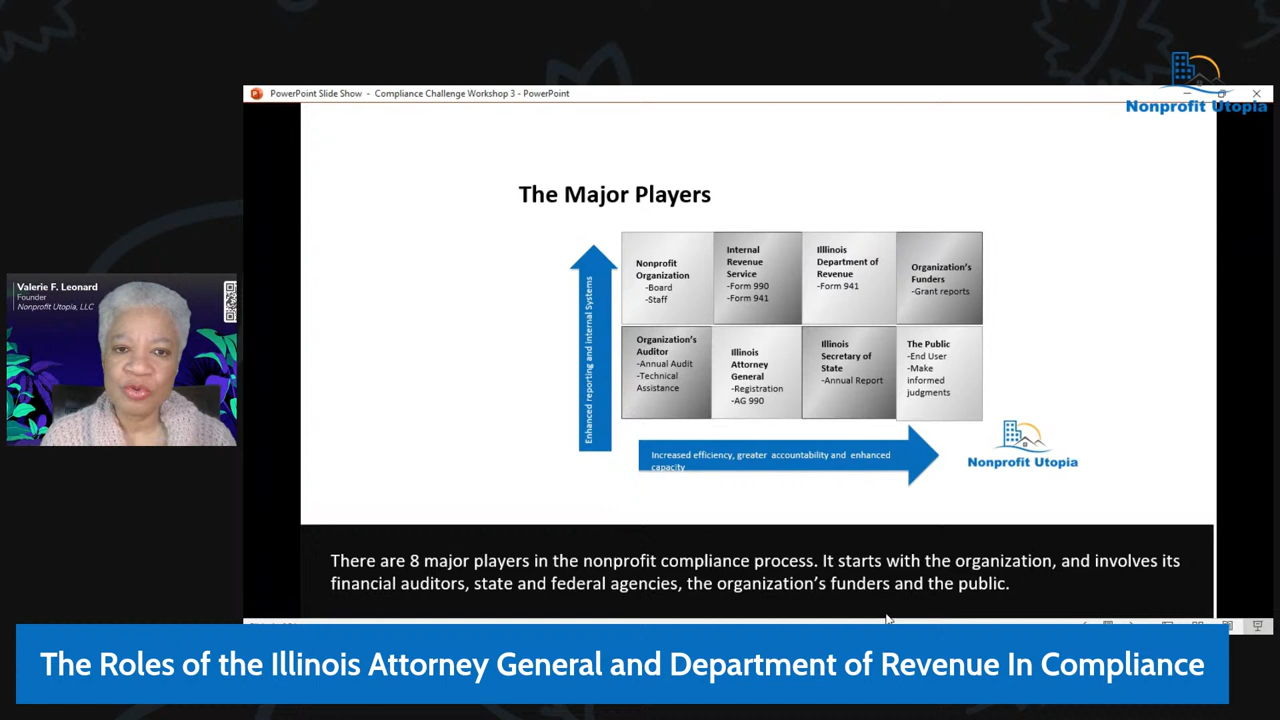 PowerPoint Slide Show - Compliance Challenge Workshop 3 - PowerPoint
Nonprofit Utopia
The Major Players
Valerie F. Leonard
Founder
Nonprofit Utopia, LLC
Enhanced reporting and internal Systems
Nonprofit
Organization
-Board
-Staff
Internal
Revenue
Service
-Form 990
-Form 941
Illinois
Department of
Revenue
-Form 941
Organization's
Funders
-Grant reports
Organization's
Auditor
-Annual Audit
-Technical
Assistance
Illinois
Attorney
General
-Registration
-AG 990
Illinois
Secretary of
State
-Annual Report
The Public
-End User
-Make
informed
judgments
Increased efficiency, greater accountability and enhanced
capacity
Nonprofit Utopia
There are 8 major players in the nonprofit compliance process. It starts with the organization, and involves its
financial auditors, state and federal agencies, the organization's funders and the public.
The Roles of the Illinois Attorney General and Department of Revenue In Compliance